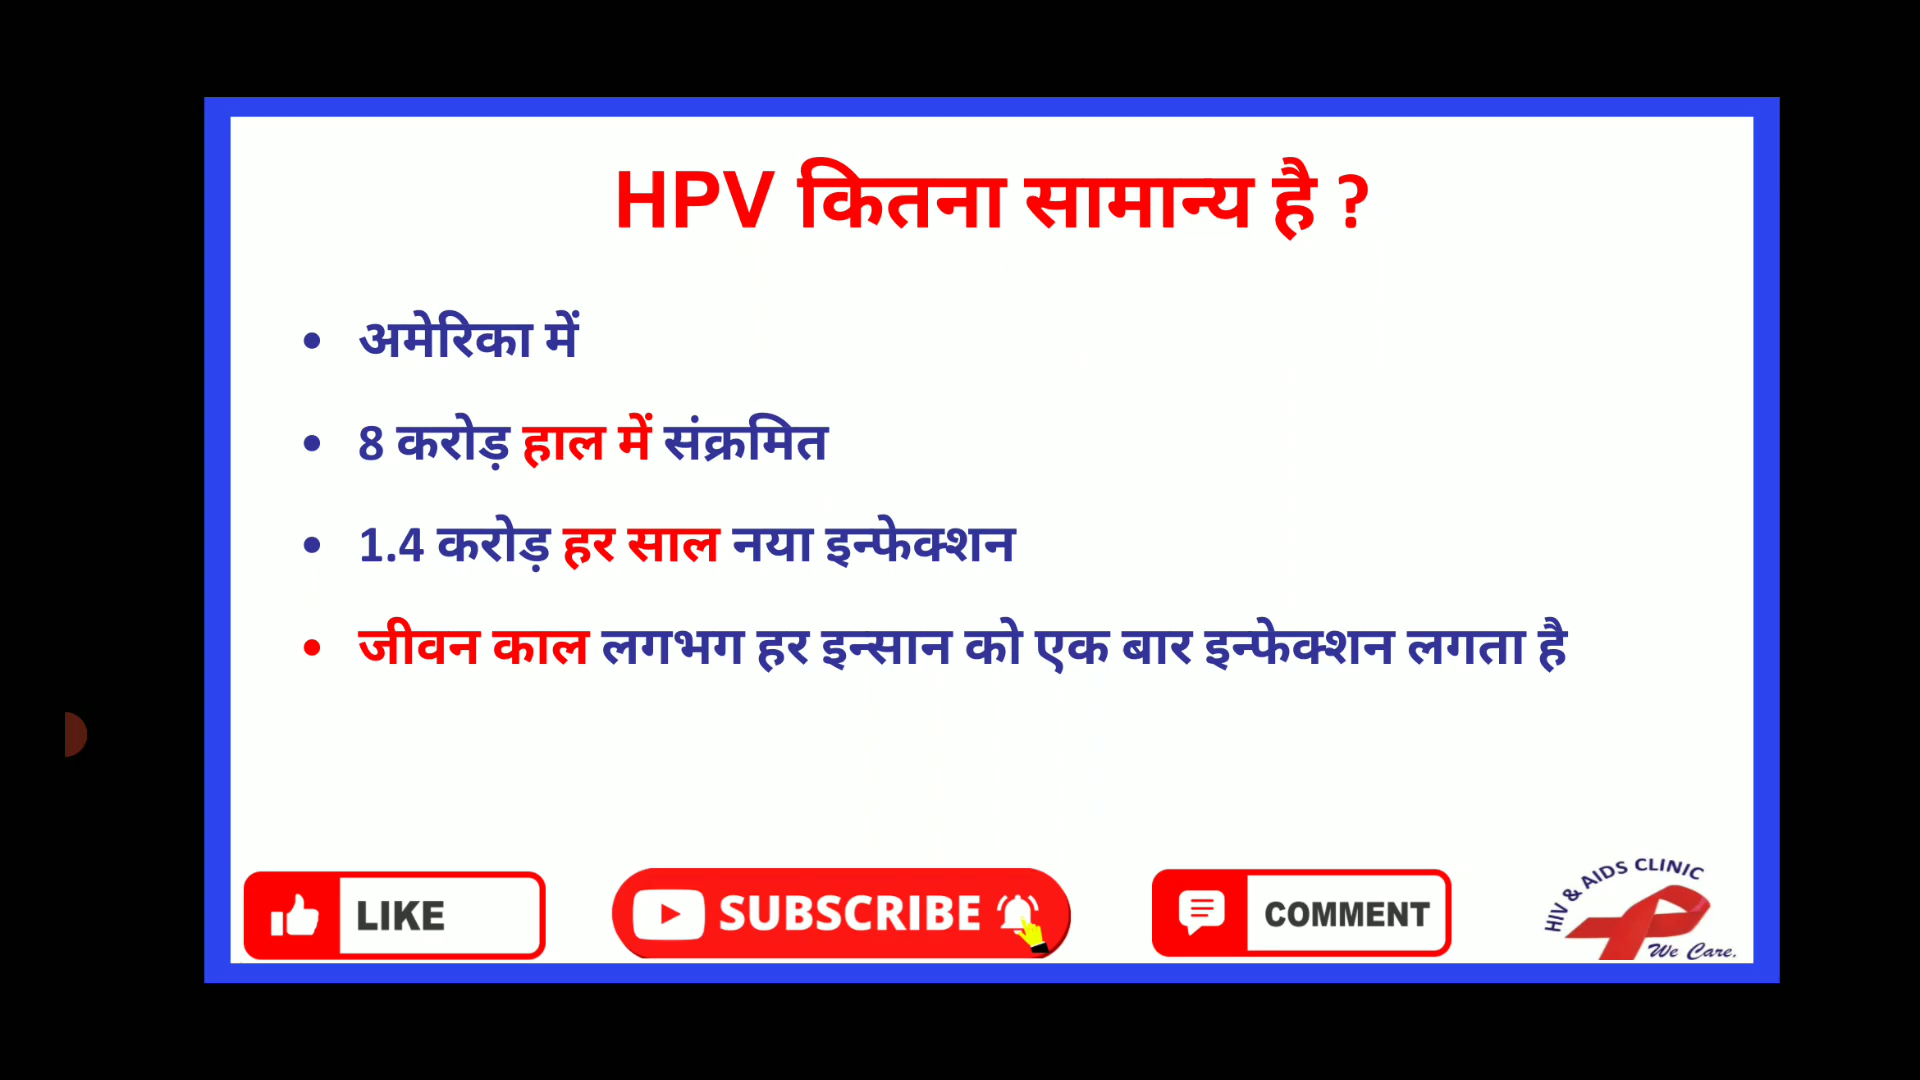 HPV कितना सामान्य है ?
• अमेरिका में
• 8 करोड़ हाल में संक्रमित
• 1.4 करोड़ हर साल नया इन्फेक्शन
• जीवन काल लगभग हर इन्सान को एक बार इन्फेक्शन लगता है
LIKE
SUBSCRIBE
COMMENT
HIV & AIDS CLINIC
We Care.